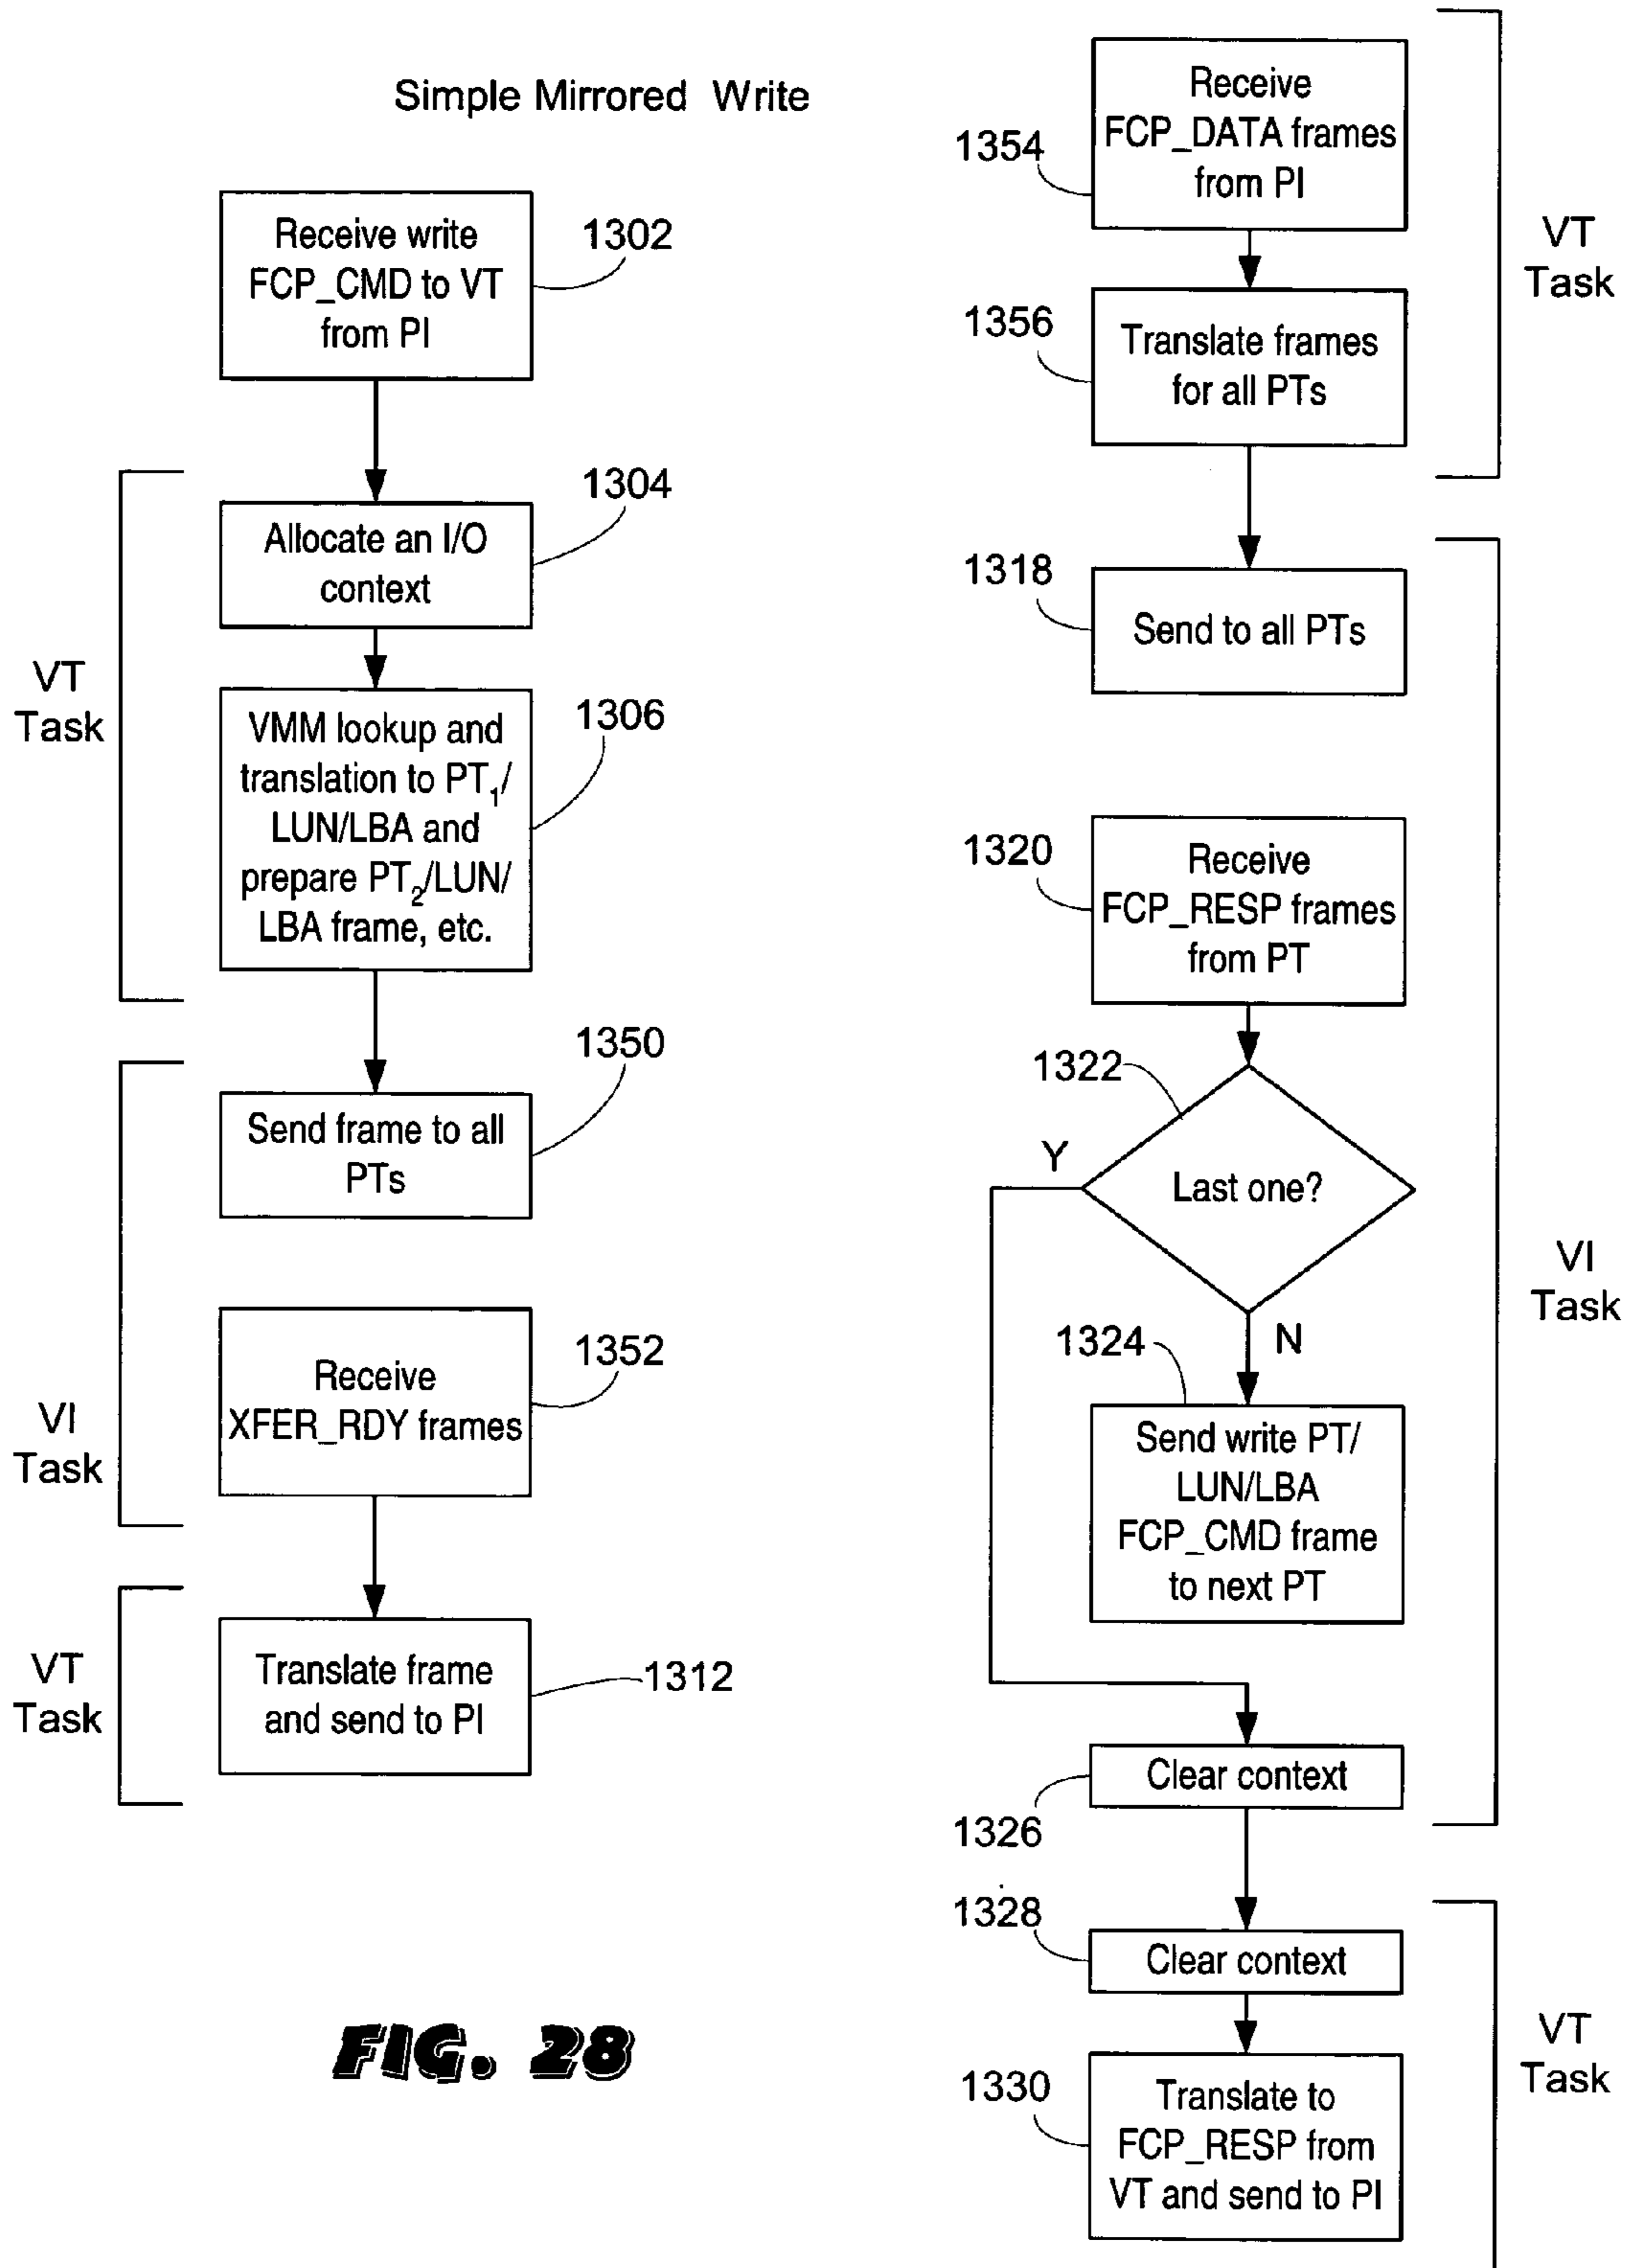 Simple Mirrored Write
Receive write
FCP_CMD to VT
from PI
1302
VT
Task
Allocate an I/O
context
1304
VMM lookup and
translation to PT1/
LUN/LBA and
prepare PT2/LUN/
LBA frame, etc.
1306
VI
Task
Send frame to all
PTs
1350
Receive
XFER_RDY frames
1352
VT
Task
Translate frame
and send to PI
1312
FIG. 28
Receive
FCP_DATA frames
from PI
1354
VT
Task
1356
Translate frames
for all PTs
1318
Send to all PTs
1320
Receive
FCP_RESP frames
from PT
1322
Y
Last one?
VI
Task
N
1324
Send write PT/
LUN/LBA
FCP_CMD frame
to next PT
Clear context
1326
1328
Clear context
VT
Task
1330
Translate to
FCP_RESP from
VT and send to PI